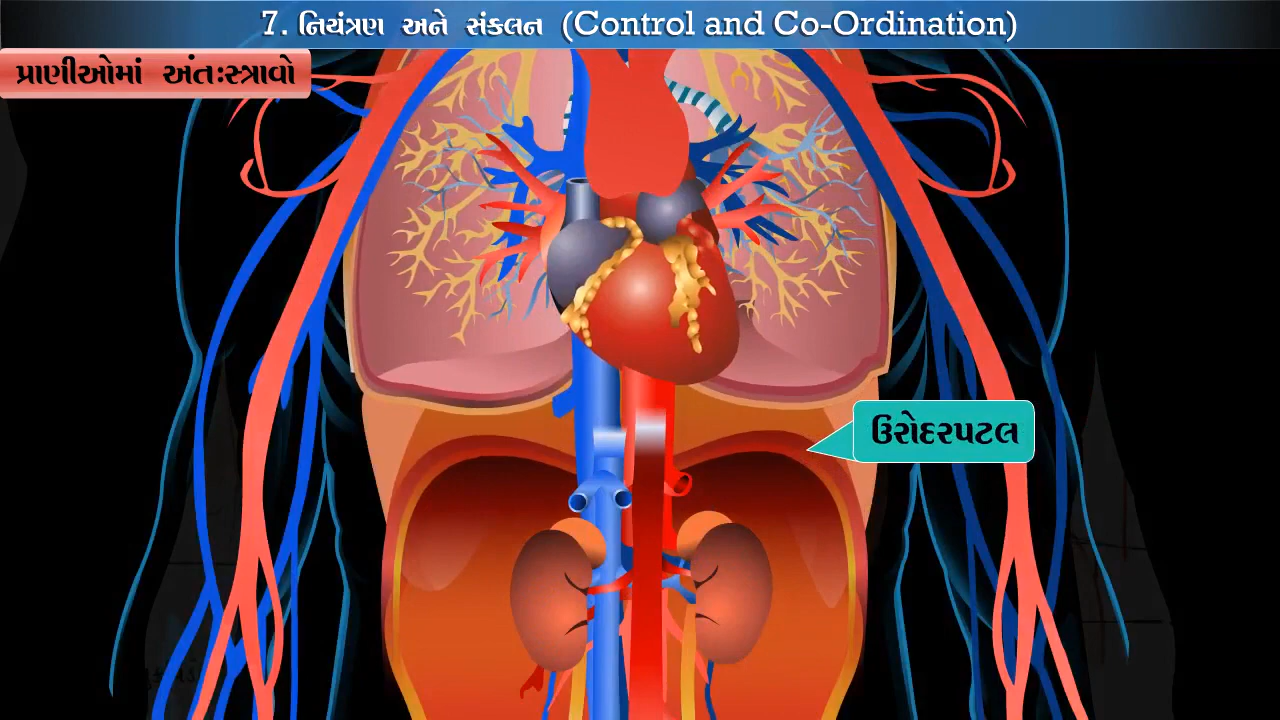 7. નિયંત્રણ અને સંકલન (Control and Co-Ordination)
પ્રાણીઓમાં અંતઃસ્ત્રાવો
ઉરોદરપટલ